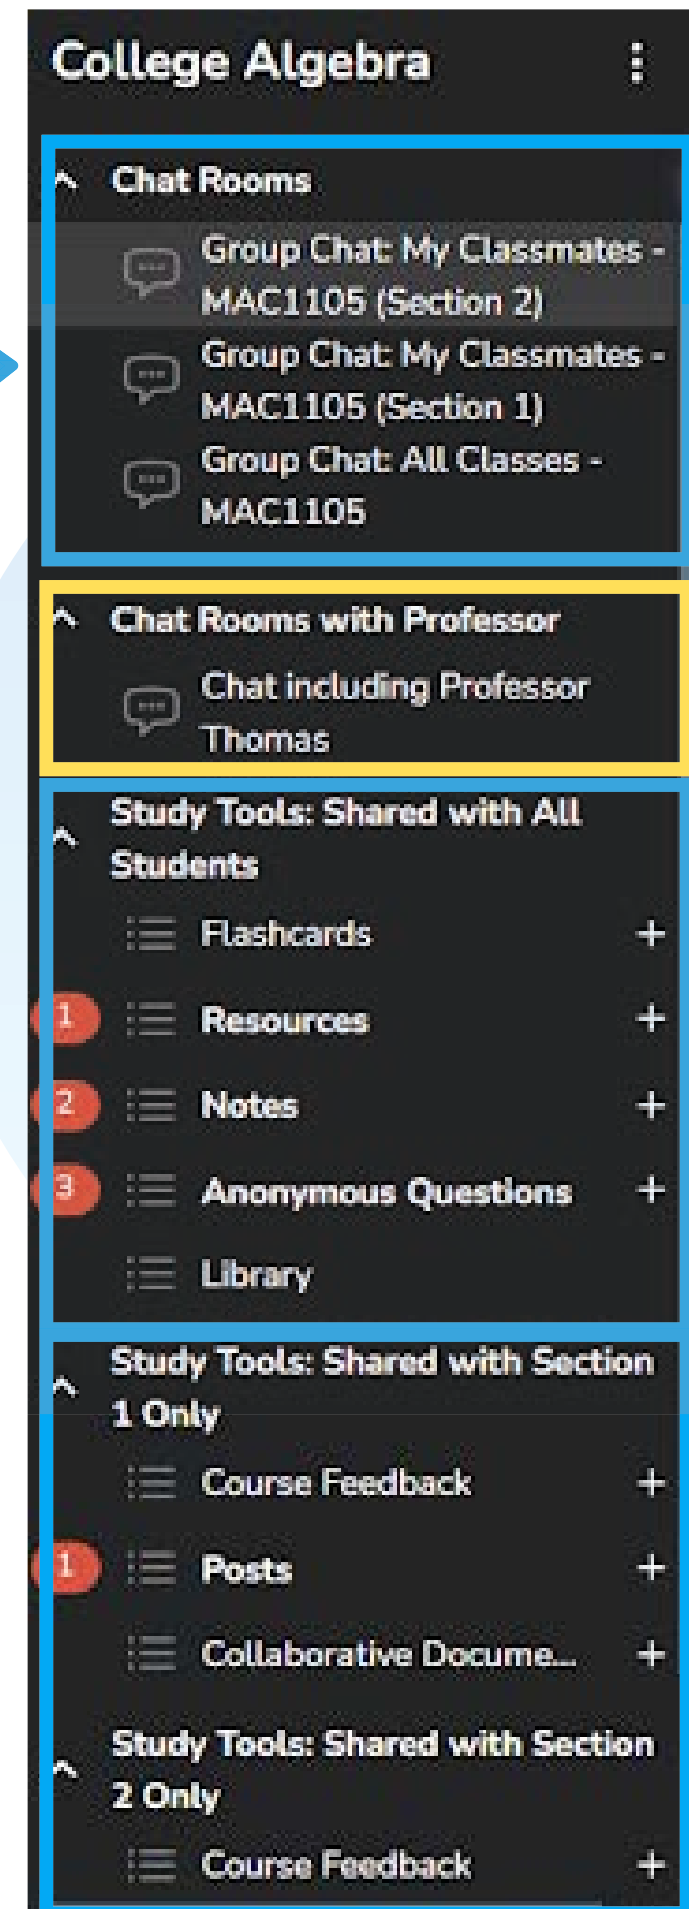 College Algebra
Chat Rooms
Group Chat: My Classmates -
MAC1105 (Section 2)
Group Chat: My Classmates -
MAC1105 (Section 1)
Group Chat: All Classes -
MAC1105
Chat Rooms with Professor
Chat including Professor
Thomas
Study Tools: Shared with All
Students
Flashcards +
1 Resources +
2 Notes +
3 Anonymous Questions +
Library
Study Tools: Shared with Section
1 Only
Course Feedback +
1 Posts +
Collaborative Docume... +
Study Tools: Shared with Section
2 Only
Course Feedback +